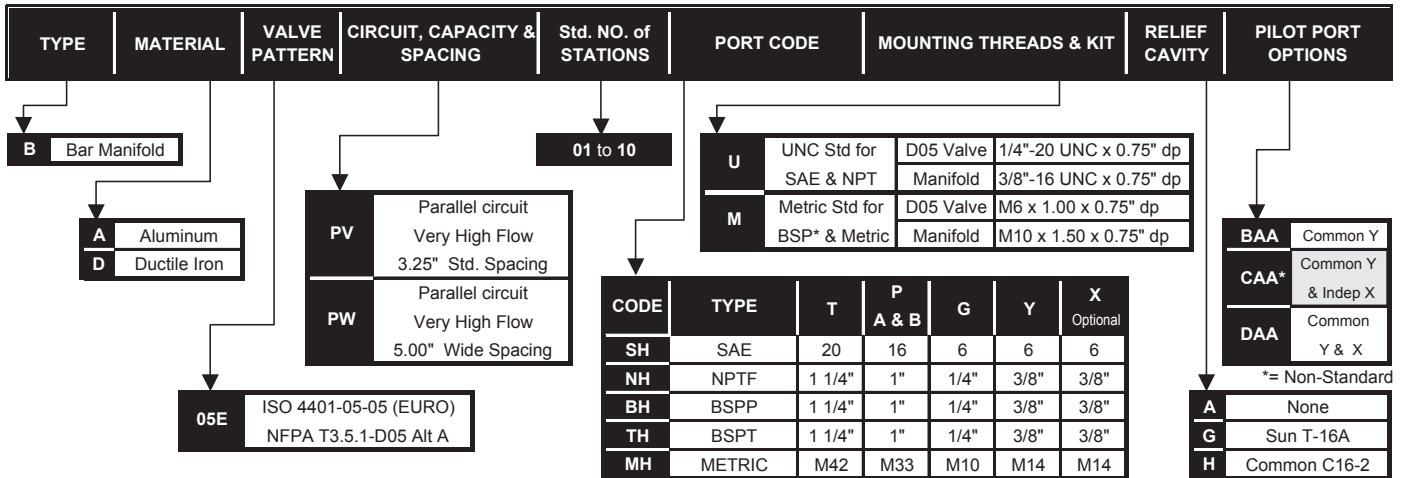 TYPE MATERIAL VALVE PATTERN CIRCUIT, CAPACITY & SPACING Std. NO. of STATIONS PORT CODE MOUNTING THREADS & KIT RELIEF CAVITY PILOT PORT OPTIONS
B Bar Manifold
A Aluminum
D Ductile Iron
05E ISO 4401-05-05 (EURO)
NFPA T3.5.1-D05 Alt A
PV Parallel circuit
Very High Flow
3.25" Std. Spacing
PW Parallel circuit
Very High Flow
5.00" Wide Spacing
01 to 10
U UNC Std for D05 Valve 1/4"-20 UNC x 0.75" dp
SAE & NPT Manifold 3/8"-16 UNC x 0.75" dp
M Metric Std for D05 Valve M6 x 1.00 x 0.75" dp
BSP* & Metric Manifold M10 x 1.50 x 0.75" dp
CODE TYPE T P A & B G Y X Optional
SH SAE 20 16 6 6 6
NH NPTF 1 1/4" 1" 1/4" 3/8" 3/8"
BH BSPP 1 1/4" 1" 1/4" 3/8" 3/8"
TH BSPT 1 1/4" 1" 1/4" 3/8" 3/8"
MH METRIC M42 M33 M10 M14 M14
BAA Common Y
CAA* Common Y
& Indep X
DAA Common
Y & X
*= Non-Standard
A None
G Sun T-16A
H Common C16-2